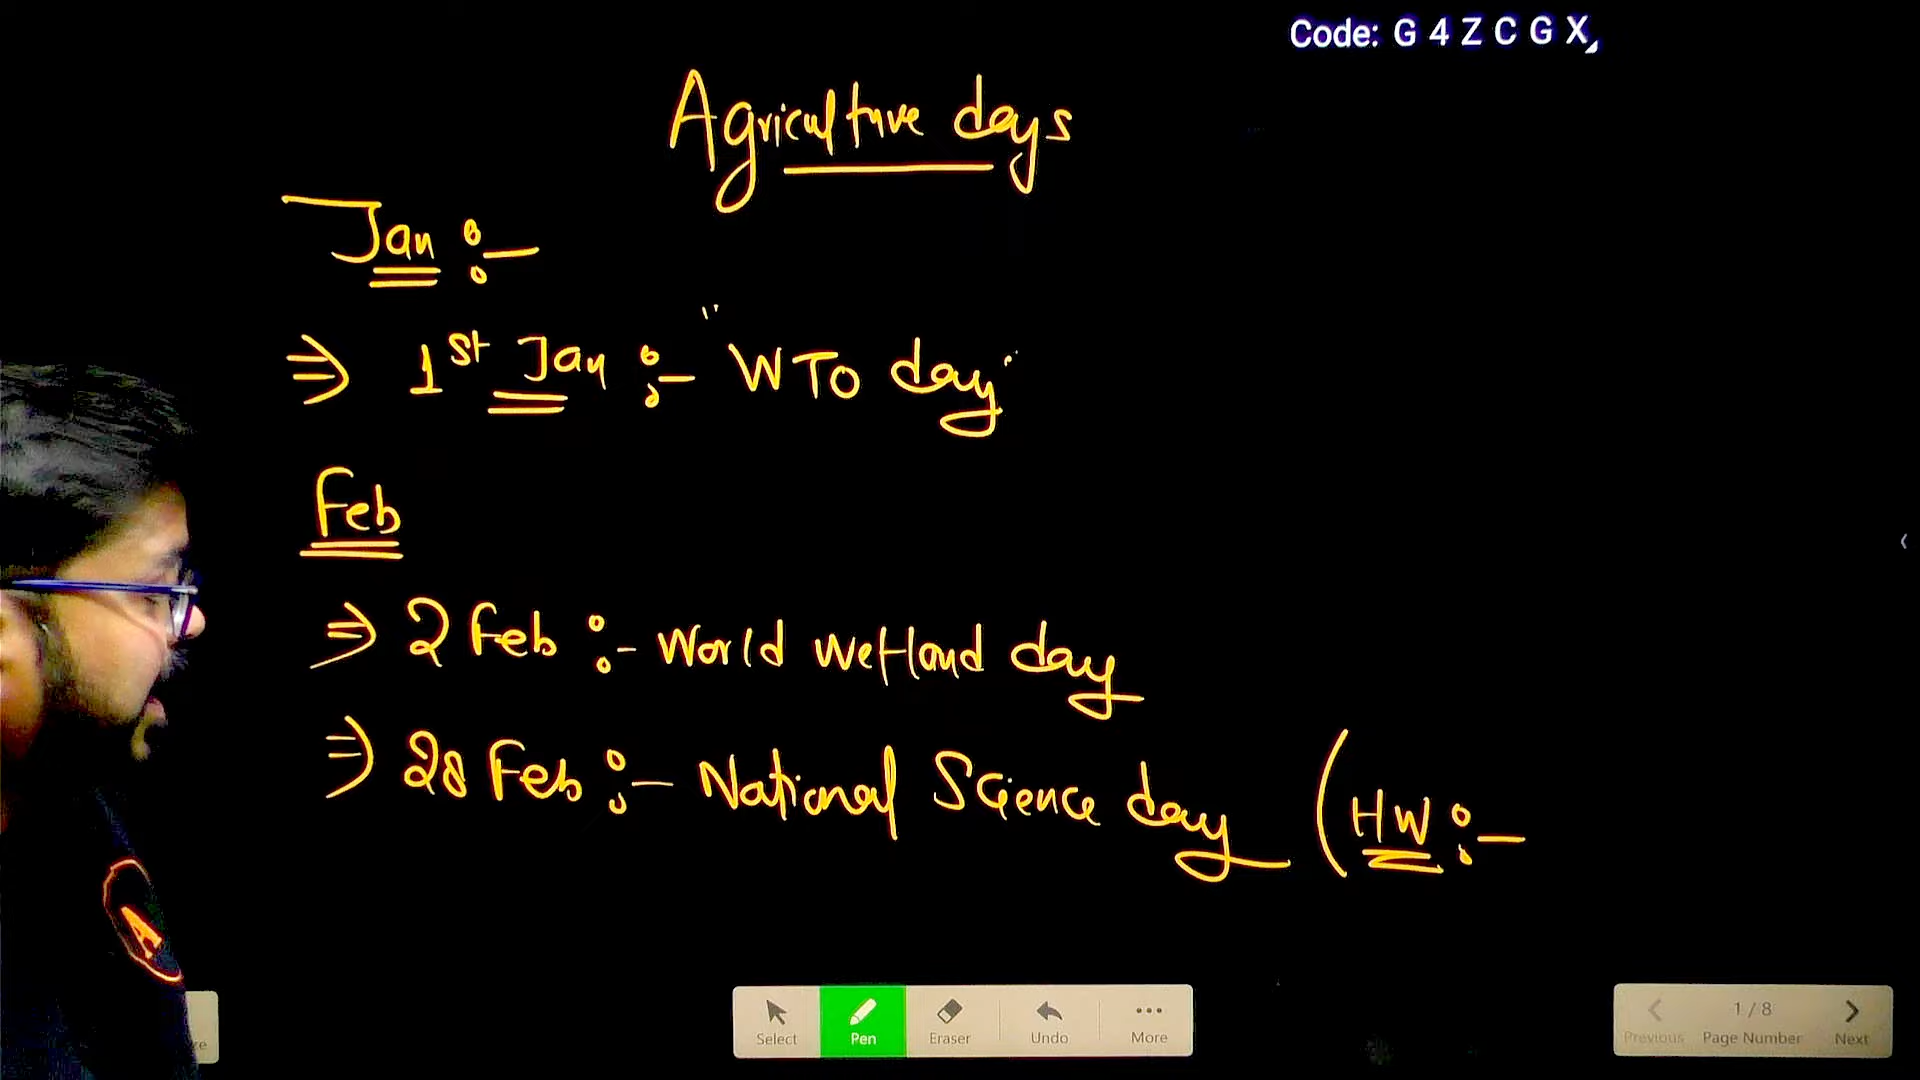 Code: G 4 Z C G X
Agriculture days
Jan :-
⇒ 1st Jan :- "WTO day"
Feb
⇒ 2 Feb :- World Wetland day
⇒ 28 Feb :- National Science day (HW :-
A
Select Pen Eraser Undo More
1 / 8
Previous Page Number Next